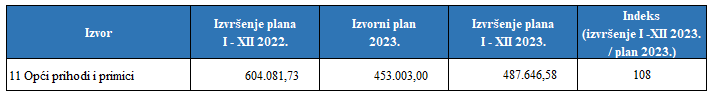 Izvor
Izvršenje plana
I - XII 2022.
Izvorni plan
2023.
Izvršenje plana
I - XII 2023.
Indeks
(izvršenje I -XII 2023.
/ plan 2023.)
11 Opći prihodi i primici 604.081,73 453.003,00 487.646,58 108